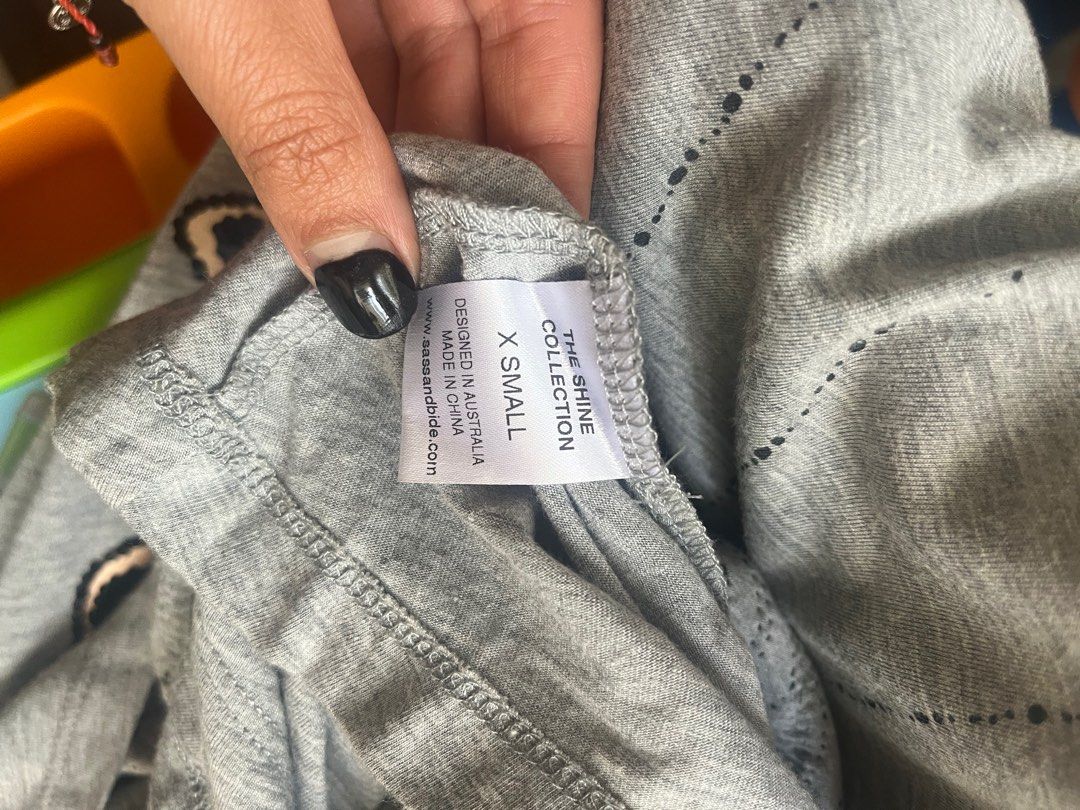 THE SHINE
COLLECTION
X SMALL
DESIGNED IN AUSTRALIA
MADE IN CHINA
www.sassandbide.com